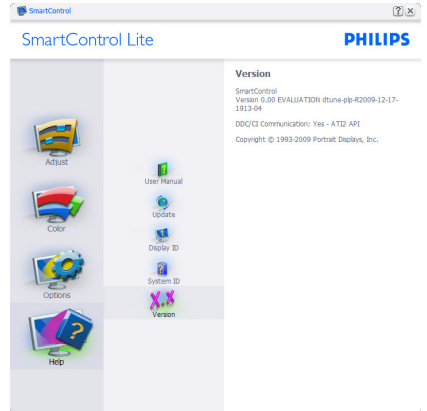 SmartControl
SmartControl Lite
PHILIPS
Adjust
Color
Options
Help
User Manual
Update
Display ID
System ID
Version
Version
SmartControl
Version 0.00 EVALUATION dtune-plp-R2009-12-17-
1913-04
DDC/CI Communication: Yes - ATI2 API
Copyright © 1993-2009 Portrait Displays, Inc.